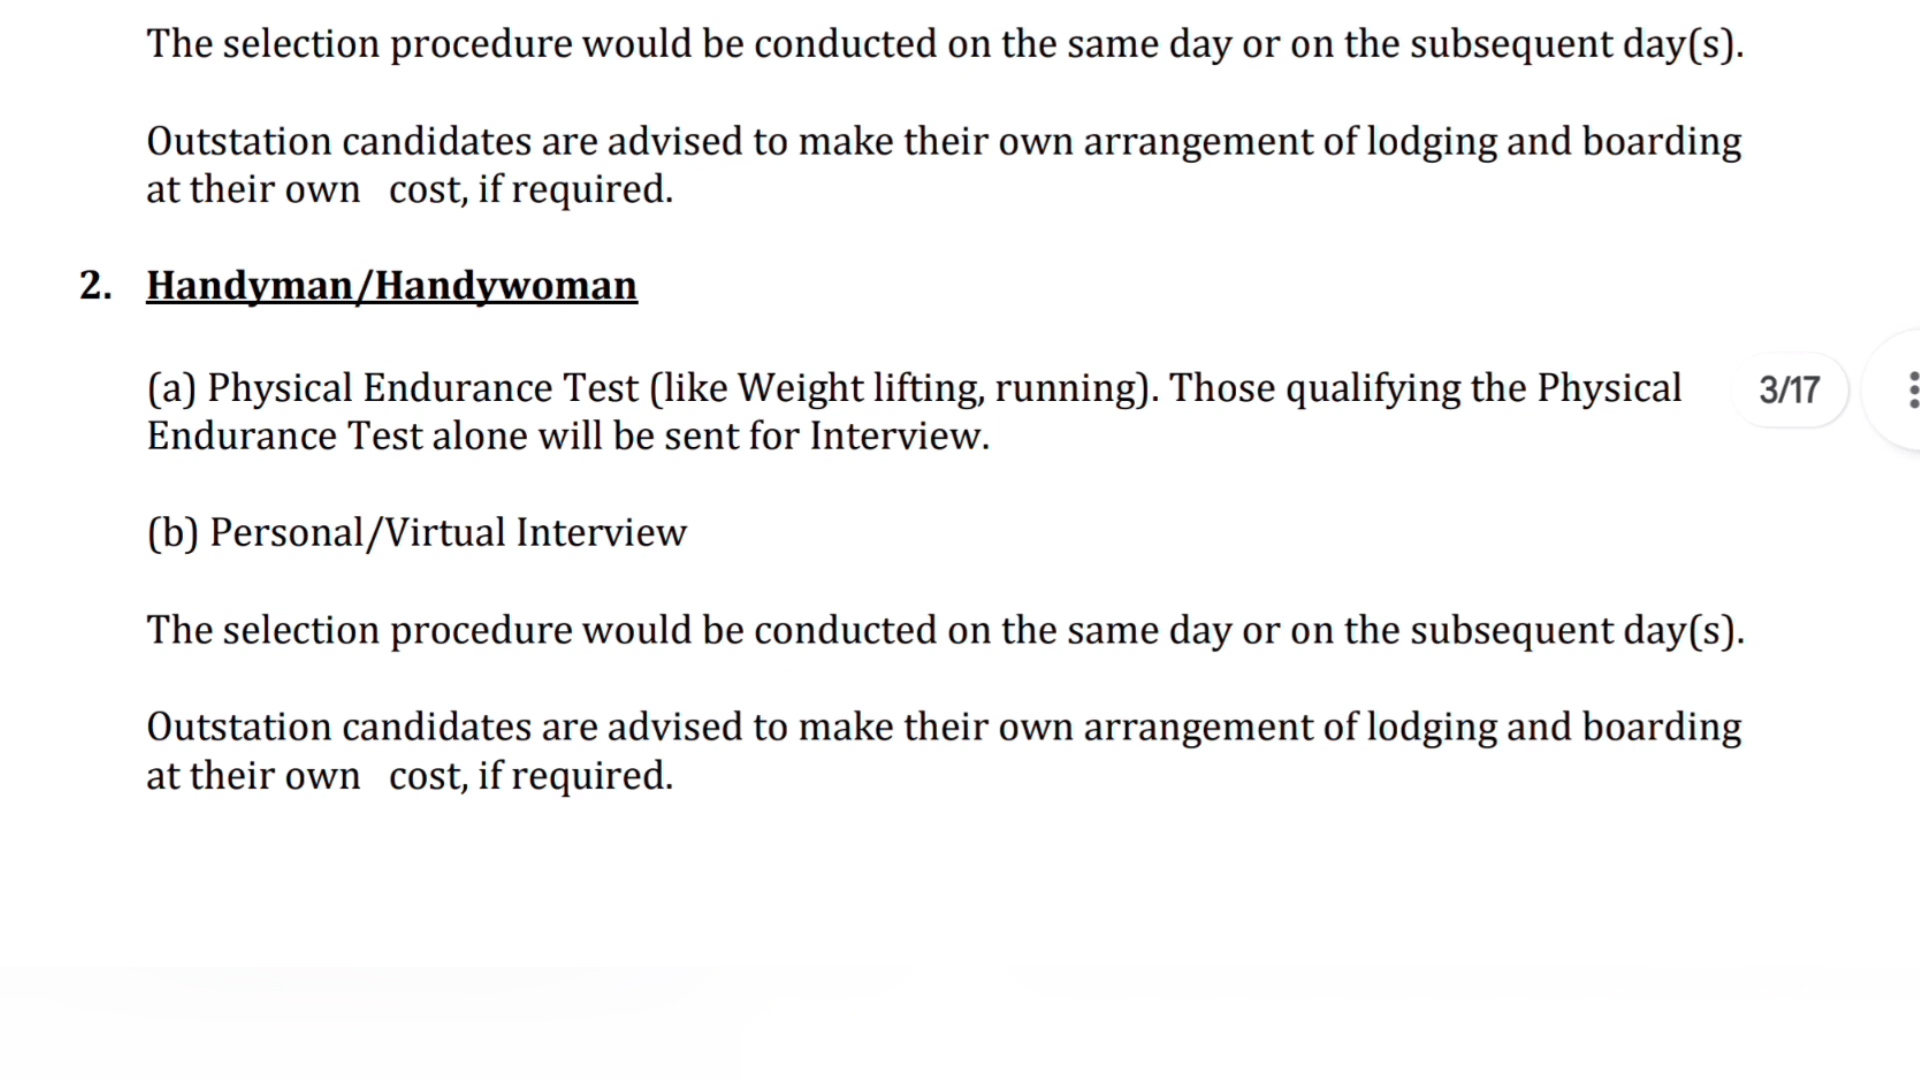 The selection procedure would be conducted on the same day or on the subsequent day(s).
Outstation candidates are advised to make their own arrangement of lodging and boarding
at their own   cost, if required.
2. Handyman/Handywoman
(a) Physical Endurance Test (like Weight lifting, running). Those qualifying the Physical
Endurance Test alone will be sent for Interview.
3/17
(b) Personal/Virtual Interview
The selection procedure would be conducted on the same day or on the subsequent day(s).
Outstation candidates are advised to make their own arrangement of lodging and boarding
at their own   cost, if required.